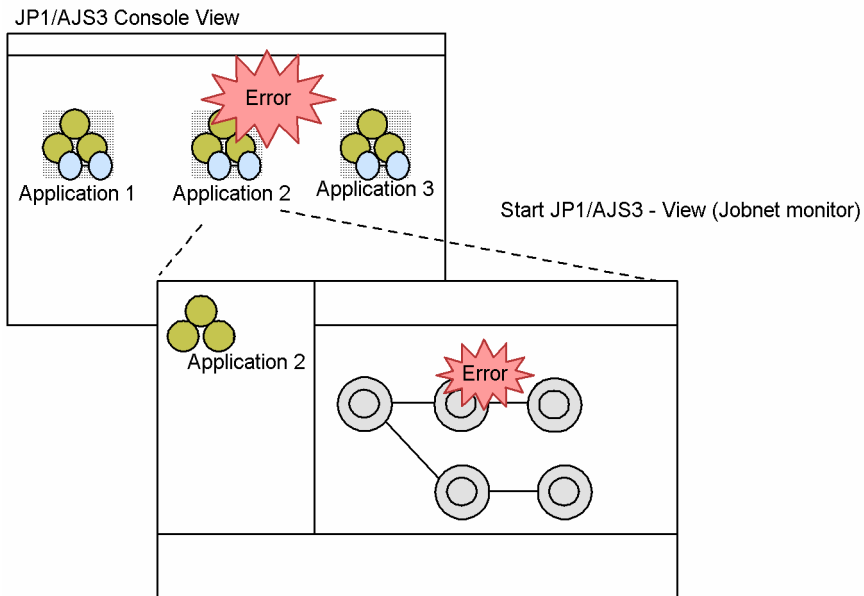 JP1/AJS3 Console View
Error
Application 1
Application 2
Application 3
Start JP1/AJS3 - View (Jobnet monitor)
Application 2
Error